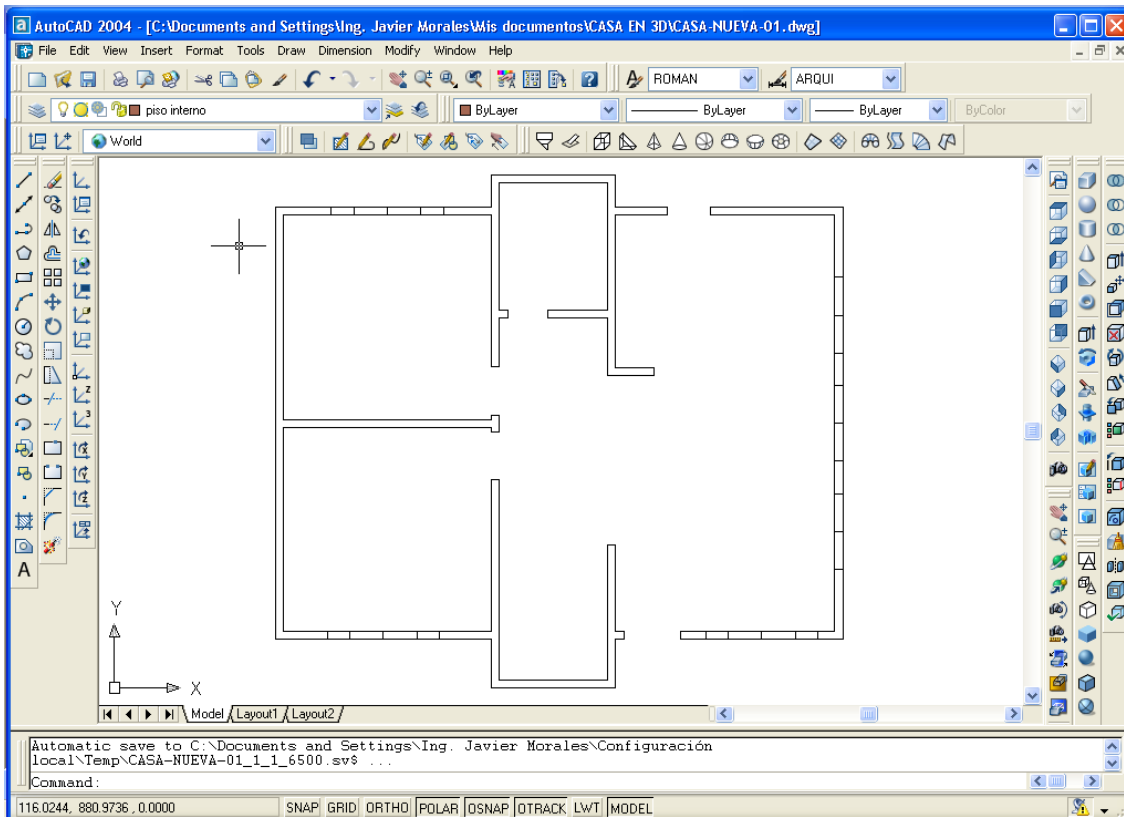 AutoCAD 2004 - [C:\Documents and Settings\Ing. Javier Morales\Mis documentos\CASA EN 3D\CASA-NUEVA-01.dwg]
File Edit View Insert Format Tools Draw Dimension Modify Window Help
ROMAN ARQUI
piso interno ByLayer ByLayer ByLayer ByColor
World
A
Y
X
Model Layout1 Layout2
Automatic save to C:\Documents and Settings\Ing. Javier Morales\Configuración
local\Temp\CASA-NUEVA-01_1_1_6500.sv$ ...
Command:
116.0244, 880.9736 , 0.0000 SNAP GRID ORTHO POLAR OSNAP OTRACK LWT MODEL